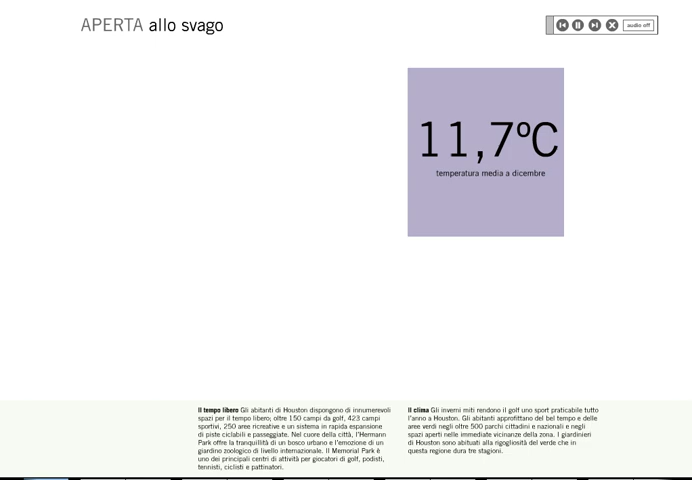 APERTA allo svago
audio off
11,7ºC
temperatura media a dicembre
Il tempo libero Gli abitanti di Houston dispongono di innumerevoli
spazi per il tempo libero; oltre 150 campi da golf, 423 campi
sportivi, 250 aree ricreative e un sistema in rapida espansione
di piste ciclabili e passeggiate. Nel cuore della città, l'Hermann
Park offre la tranquillità di un bosco urbano e l'emozione di un
giardino zoologico di livello internazionale. Il Memorial Park è
uno dei principali centri di attività per giocatori di golf, podisti,
tennisti, ciclisti e pattinatori.
Il clima Gli inverni miti rendono il golf uno sport praticabile tutto
l'anno a Houston. Gli abitanti approfittano del bel tempo e delle
aree verdi negli oltre 500 parchi cittadini e nazionali e negli
spazi aperti nelle immediate vicinanze della zona. I giardinieri
di Houston sono abituati alla rigogliosità del verde che in
questa regione dura tre stagioni.